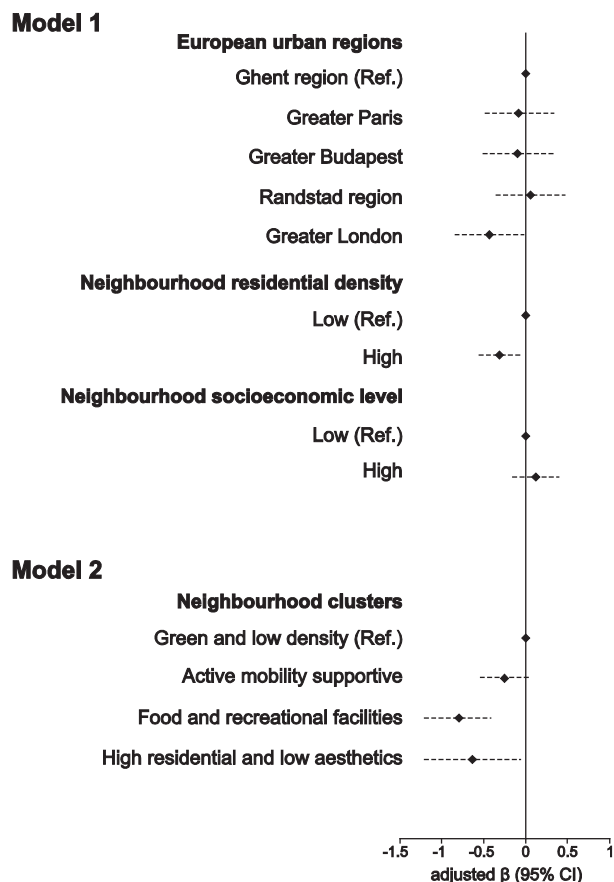 Model 1
European urban regions
Ghent region (Ref.)
Greater Paris
Greater Budapest
Randstad region
Greater London
Neighbourhood residential density
Low (Ref.)
High
Neighbourhood socioeconomic level
Low (Ref.)
High
Model 2
Neighbourhood clusters
Green and low density (Ref.)
Active mobility supportive
Food and recreational facilities
High residential and low aesthetics
-1.5 -1 -0.5 0 0.5 1
adjusted β (95% CI)